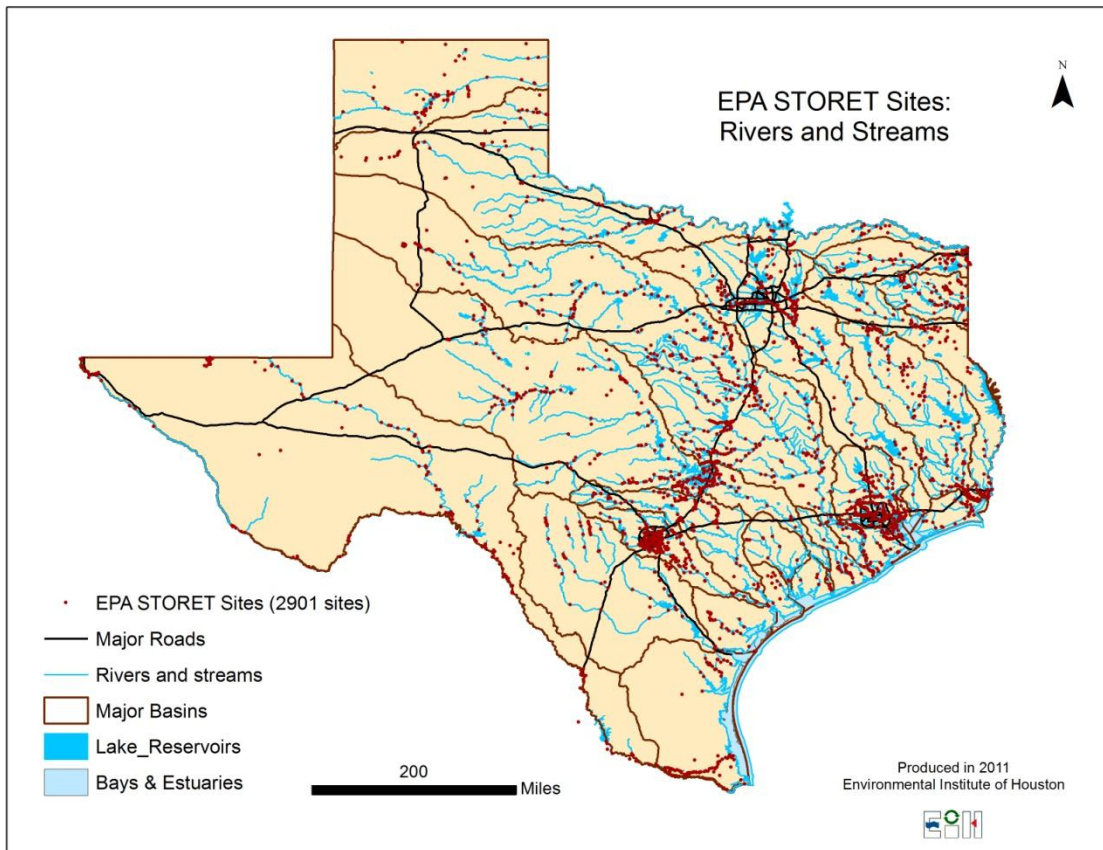 N
EPA STORET Sites:
Rivers and Streams
EPA STORET Sites (2901 sites)
Major Roads
Rivers and streams
Major Basins
Lake_Reservoirs
Bays & Estuaries
200
Miles
Produced in 2011
Environmental Institute of Houston
EIH